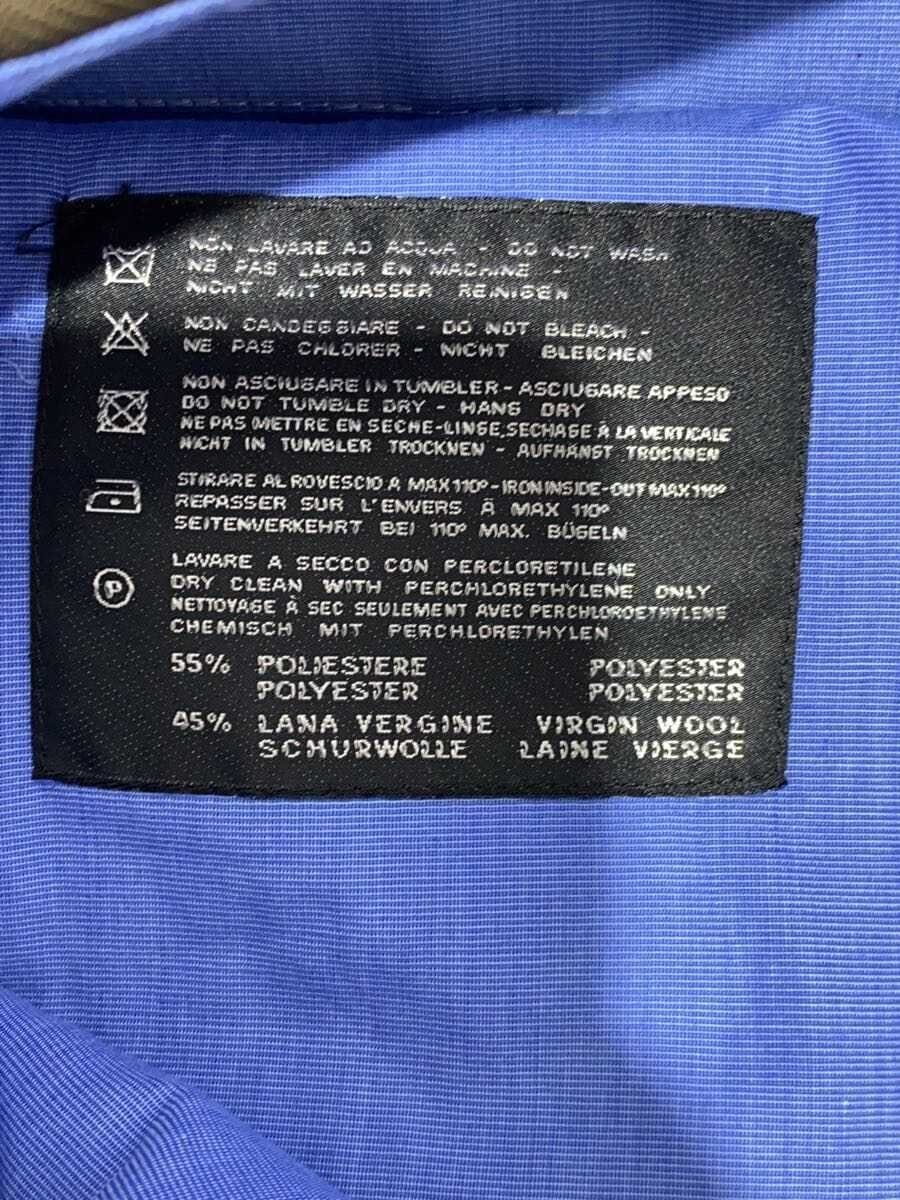 NON LAVARE AD ACQUA - DO NOT WASH
NE PAS LAVER EN MACHINE -
NICHT MIT WASSER REINIGEN
NON CANDEGGIARE - DO NOT BLEACH -
NE PAS CHLORER - NICHT BLEICHEN
NON ASCIUGARE IN TUMBLER - ASCIUGARE APPESO
DO NOT TUMBLE DRY - HANG DRY
NE PAS METTRE EN SECHE-LINGE, SECHAGE À LA VERTICALE
NICHT IN TUMBLER TROCKNEN - AUFHANGT TROCKNEN
STIRARE AL ROVESCIO A MAX 110° - IRON INSIDE-OUT MAX 110°
REPASSER SUR L'ENVERS À MAX 110°
SEITENVERKEHRT BEI 110° MAX. BÜGELN
LAVARE A SECCO CON PERCLORETILENE
P DRY CLEAN WITH PERCHLORETHYLENE ONLY
NETTOYAGE À SEC SEULEMENT AVEC PERCHLOROETHYLENE
CHEMISCH MIT PERCHLORETHYLEN
55% POLIESTERE POLYESTER
POLYESTER POLYESTER
45% LANA VERGINE VIRGIN WOOL
SCHURWOLLE LAINE VIERGE